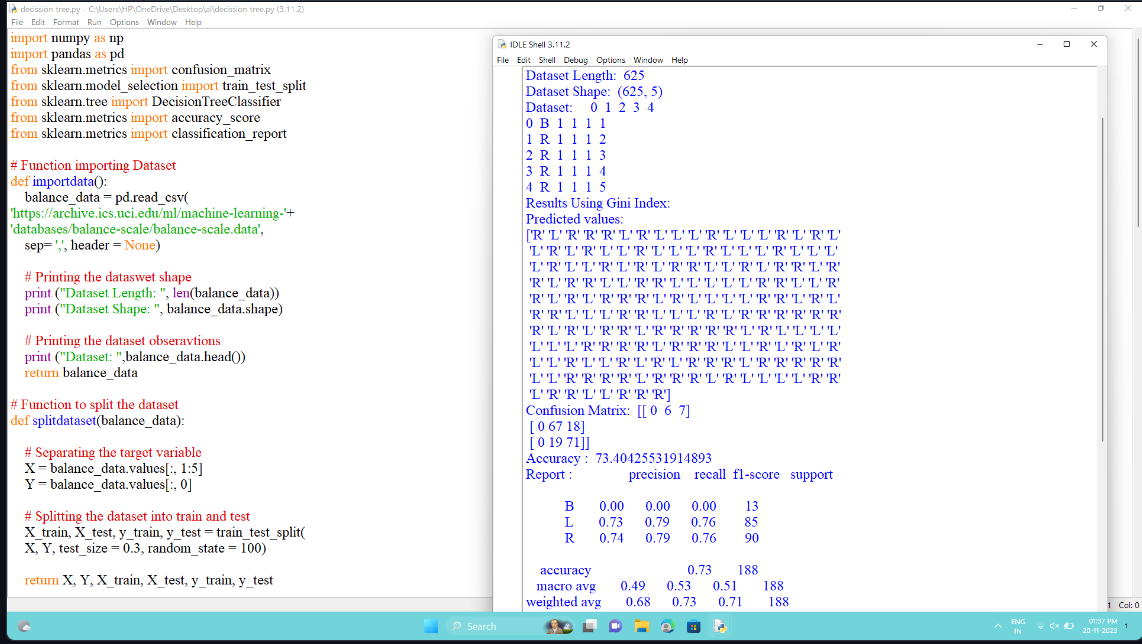 decission tree.py - C:\Users\HP\OneDrive\Desktop\ai\decission tree.py (3.11.2)
File Edit Format Run Options Window Help
import numpy as np
import pandas as pd
from sklearn.metrics import confusion_matrix
from sklearn.model_selection import train_test_split
from sklearn.tree import DecisionTreeClassifier
from sklearn.metrics import accuracy_score
from sklearn.metrics import classification_report
# Function importing Dataset
def importdata():
balance_data = pd.read_csv(
'https://archive.ics.uci.edu/ml/machine-learning-'+
'databases/balance-scale/balance-scale.data',
sep= ',', header = None)
# Printing the dataswet shape
print ("Dataset Length: ", len(balance_data))
print ("Dataset Shape: ", balance_data.shape)
# Printing the dataset obseravtions
print ("Dataset: ",balance_data.head())
return balance_data
# Function to split the dataset
def splitdataset(balance_data):
# Separating the target variable
X = balance_data.values[:, 1:5]
Y = balance_data.values[:, 0]
# Splitting the dataset into train and test
X_train, X_test, y_train, y_test = train_test_split(
X, Y, test_size = 0.3, random_state = 100)
return X, Y, X_train, X_test, y_train, y_test
IDLE Shell 3.11.2
File Edit Shell Debug Options Window Help
Dataset Length: 625
Dataset Shape: (625, 5)
Dataset: 0 1 2 3 4
0 B 1 1 1 1
1 R 1 1 1 2
2 R 1 1 1 3
3 R 1 1 1 4
4 R 1 1 1 5
Results Using Gini Index:
Predicted values:
['R' 'L' 'R' 'R' 'R' 'L' 'R' 'L' 'L' 'L' 'R' 'L' 'L' 'L' 'R' 'L' 'R' 'L'
'L' 'R' 'L' 'R' 'L' 'L' 'R' 'L' 'L' 'L' 'R' 'L' 'L' 'L' 'R' 'L' 'L' 'L'
'L' 'R' 'L' 'L' 'R' 'L' 'R' 'L' 'R' 'R' 'L' 'L' 'R' 'L' 'R' 'R' 'L' 'R'
'R' 'L' 'R' 'R' 'L' 'R' 'R' 'L' 'L' 'R' 'R' 'L' 'L' 'L' 'L' 'L' 'R' 'R'
'L' 'L' 'R' 'R' 'L' 'R' 'L' 'R' 'R' 'R' 'L' 'R' 'L' 'L' 'L' 'L' 'R' 'R'
'L' 'R' 'L' 'R' 'R' 'L' 'L' 'L' 'R' 'R' 'L' 'L' 'L' 'R' 'L' 'R' 'R' 'R'
'R' 'R' 'R' 'R' 'L' 'R' 'L' 'R' 'R' 'L' 'R' 'R' 'L' 'R' 'R' 'L' 'R' 'R'
'R' 'L' 'L' 'L' 'L' 'L' 'R' 'R' 'R' 'R' 'L' 'R' 'R' 'R' 'L' 'L' 'R' 'L'
'R' 'L' 'R' 'L' 'R' 'R' 'L' 'L' 'R' 'L' 'R' 'R' 'R' 'R' 'R' 'L' 'R' 'R'
'L' 'R' 'R' 'L' 'L' 'R' 'R' 'R']
Confusion Matrix: [[ 0 6 7]
[ 0 67 18]
[ 0 19 71]]
Accuracy : 73.40425531914893
Report : precision recall f1-score support
B 0.00 0.00 0.00 13
L 0.73 0.79 0.76 85
R 0.74 0.79 0.76 90
accuracy 0.73 188
macro avg 0.49 0.53 0.51 188
weighted avg 0.68 0.73 0.71 188
1 Col: 0
Search
ENG
IN
01:37 PM
20-11-2023
1